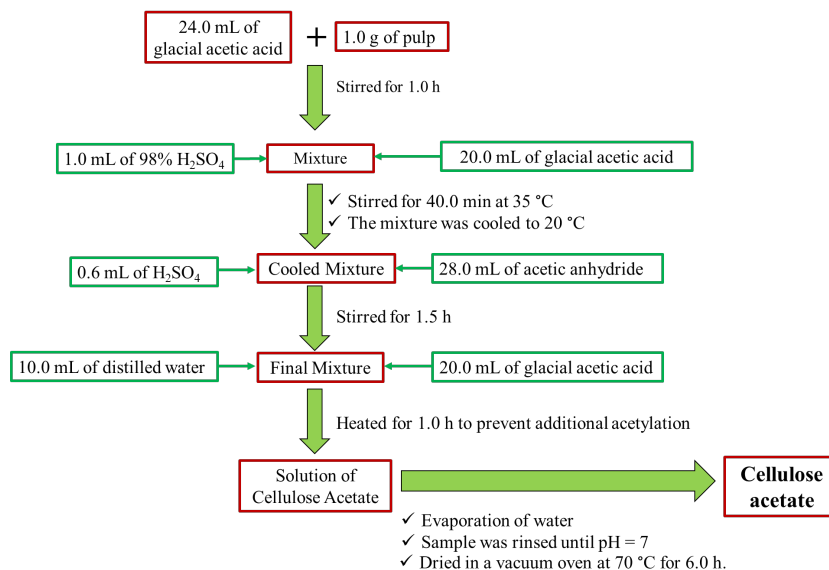 24.0 mL of
glacial acetic acid
+
1.0 g of pulp
Stirred for 1.0 h
1.0 mL of 98% H₂SO₄
Mixture
20.0 mL of glacial acetic acid
✓ Stirred for 40.0 min at 35 °C
✓ The mixture was cooled to 20 °C
0.6 mL of H₂SO₄
Cooled Mixture
28.0 mL of acetic anhydride
Stirred for 1.5 h
10.0 mL of distilled water
Final Mixture
20.0 mL of glacial acetic acid
Heated for 1.0 h to prevent additional acetylation
Solution of
Cellulose Acetate
Cellulose
acetate
✓ Evaporation of water
✓ Sample was rinsed until pH = 7
✓ Dried in a vacuum oven at 70 °C for 6.0 h.